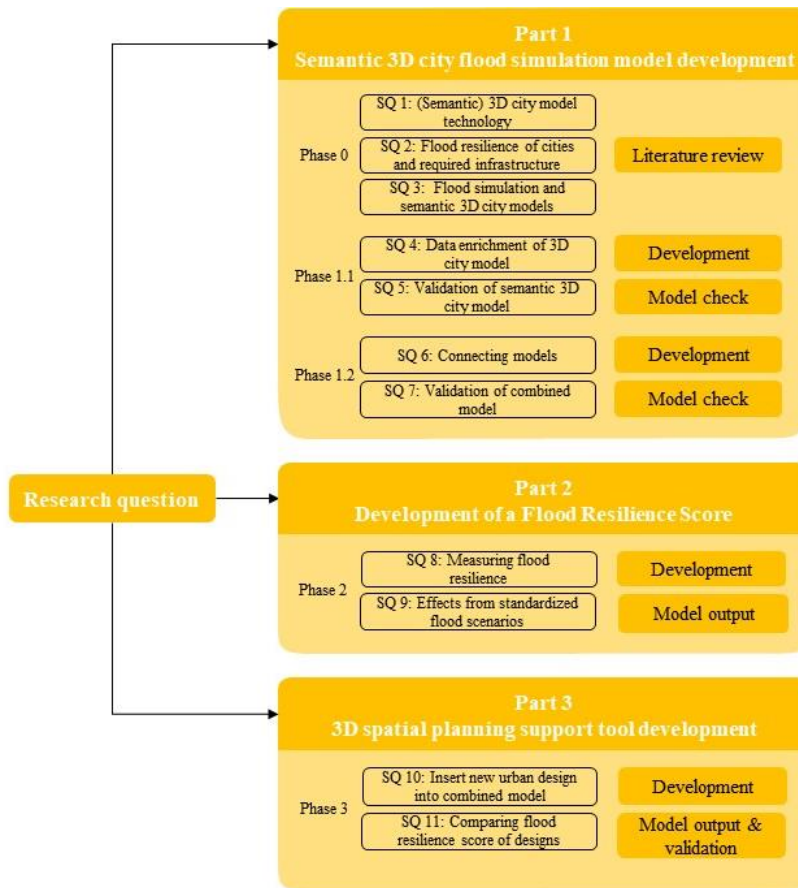 Part 1
Semantic 3D city flood simulation model development
Phase 0
SQ 1: (Semantic) 3D city model
technology
SQ 2: Flood resilience of cities
and required infrastructure
SQ 3: Flood simulation and
semantic 3D city models
Literature review
Phase 1.1
SQ 4: Data enrichment of 3D
city model
Development
SQ 5: Validation of semantic 3D
city model
Model check
Phase 1.2
SQ 6: Connecting models
Development
SQ 7: Validation of combined
model
Model check
Research question
Part 2
Development of a Flood Resilience Score
Phase 2
SQ 8: Measuring flood
resilience
Development
SQ 9: Effects from standardized
flood scenarios
Model output
Part 3
3D spatial planning support tool development
Phase 3
SQ 10: Insert new urban design
into combined model
Development
SQ 11: Comparing flood
resilience score of designs
Model output &
validation